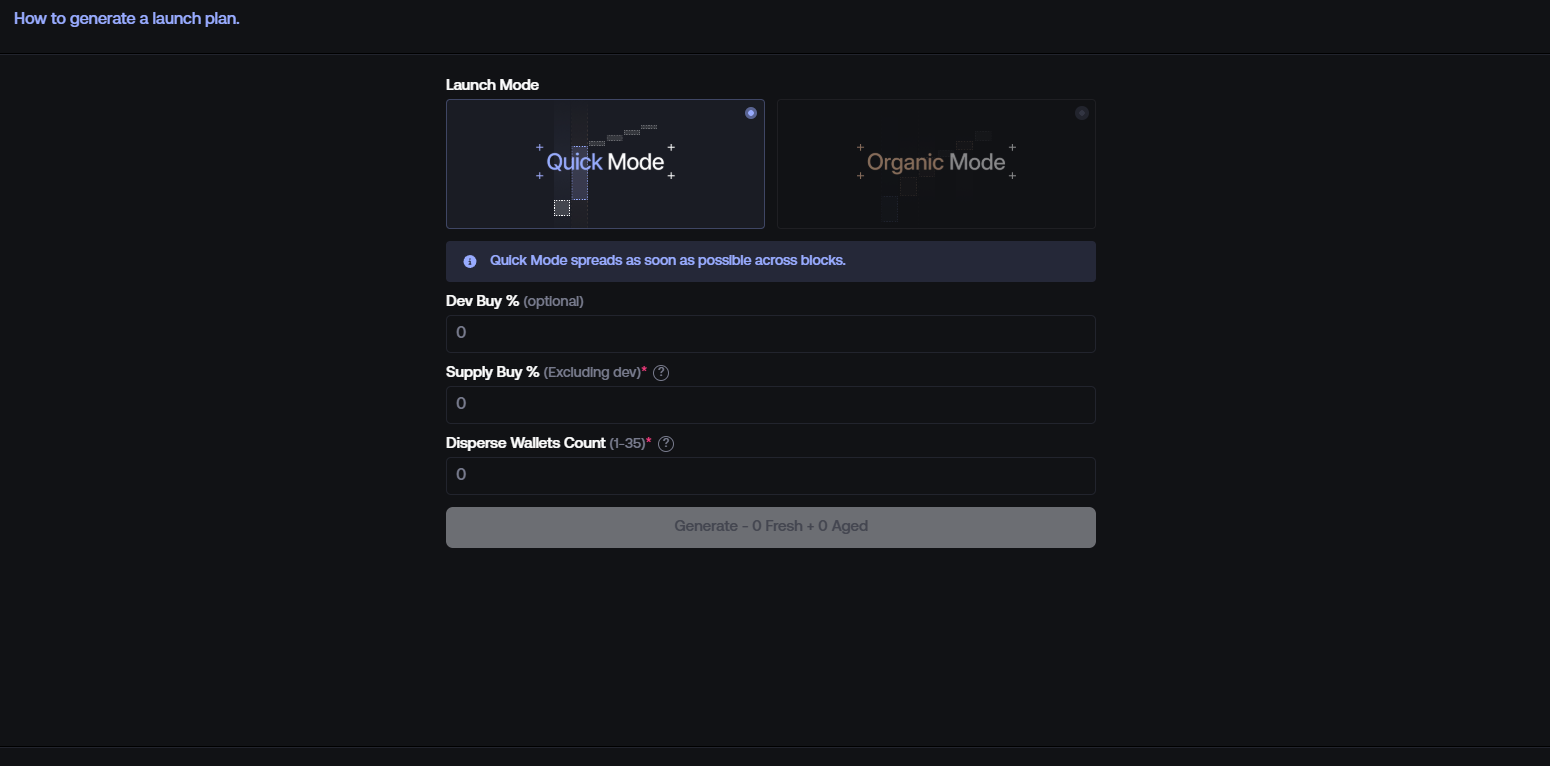 How to generate a launch plan.
Launch Mode
Quick Mode
Organic Mode
Quick Mode spreads as soon as possible across blocks.
Dev Buy % (optional)
0
Supply Buy % (Excluding dev)* ?
0
Disperse Wallets Count (1-35)* ?
0
Generate - 0 Fresh + 0 Aged